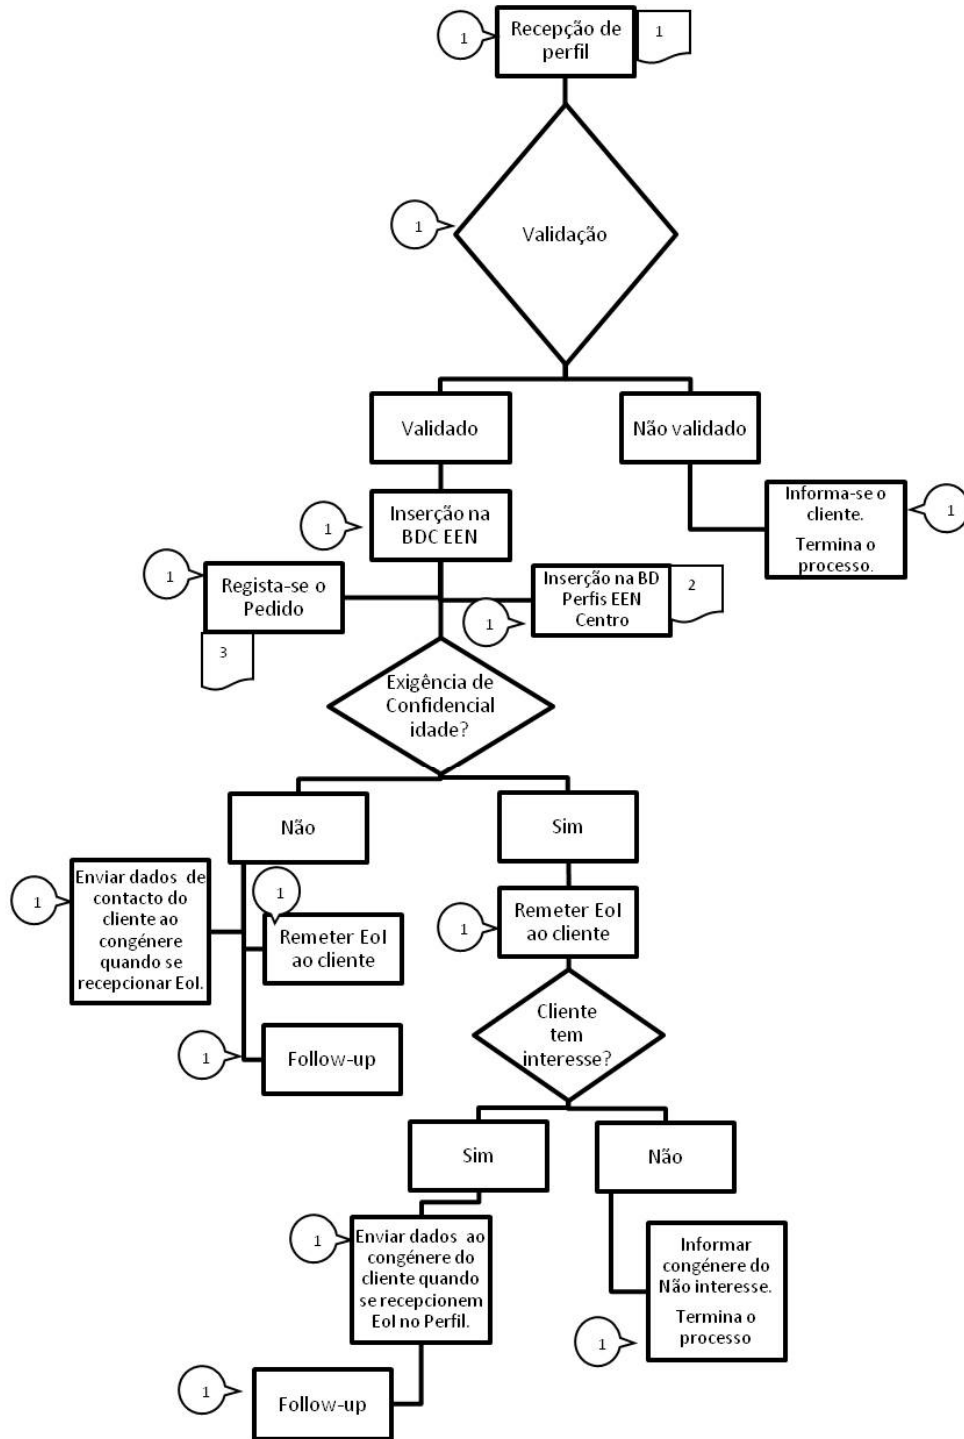 1
Recepção de
perfil
1
1
Validação
Validado
Não validado
1
Inserção na
BDC EEN
Informa-se o
cliente.
Termina o
processo.
1
1
Regista-se o
Pedido
3
1
Inserção na BD
Perfis EEN
Centro
2
Exigência de
Confidencial
idade?
Não
Sim
1
Enviar dados de
contacto do
cliente ao
congénere
quando se
recepcionar EoI.
1
Remeter EoI
ao cliente
1
Remeter EoI
ao cliente
1
Follow-up
Cliente
tem
interesse?
Sim
Não
1
Enviar dados ao
congénere do
cliente quando
se recepcionem
EoI no Perfil.
Informar
congénere do
Não interesse.
Termina o
processo
1
1
Follow-up